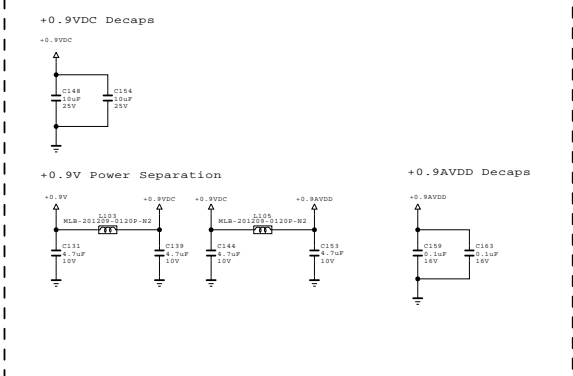 +0.9VDC Decaps
+0.9VDC
C148
10uF
25V
C154
10uF
25V
+0.9V Power Separation
+0.9V
+0.9VDC
+0.9VDC
+0.9AVDD
L103
MLB-201209-0120P-N2
L105
MLB-201209-0120P-N2
C131
4.7uF
10V
C139
4.7uF
10V
C144
4.7uF
10V
C153
4.7uF
10V
+0.9AVDD Decaps
+0.9AVDD
C159
0.1uF
16V
C163
0.1uF
16V